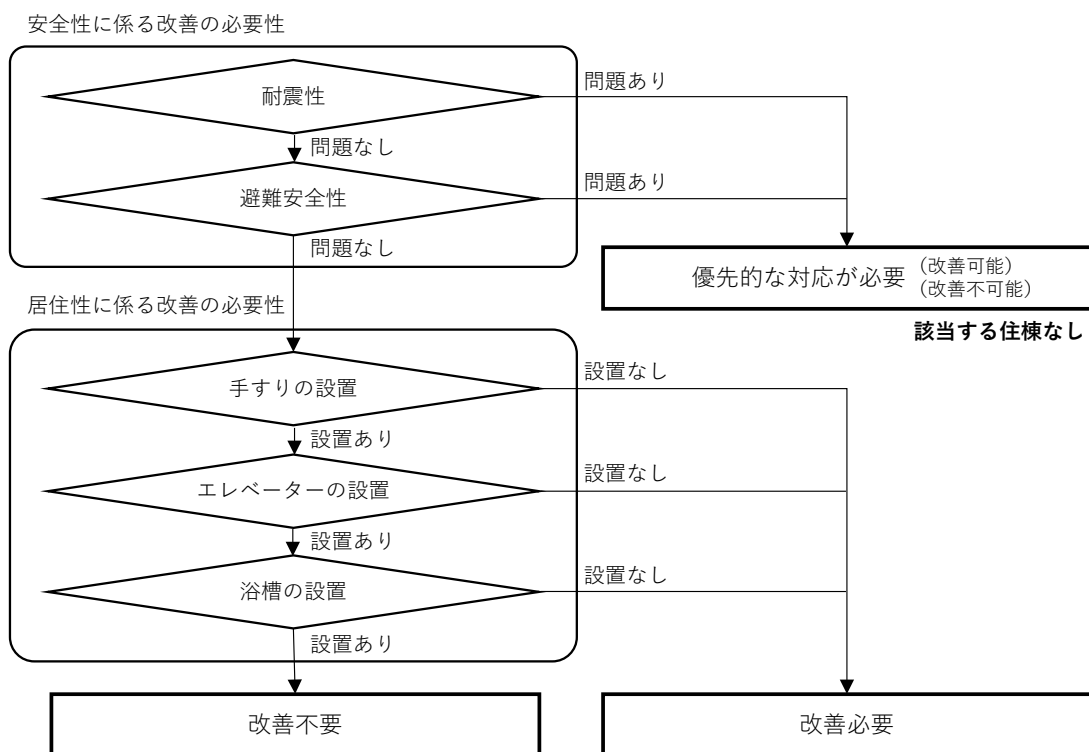 安全性に係る改善の必要性
耐震性
問題あり
問題なし
避難安全性
問題あり
問題なし
優先的な対応が必要
（改善可能）
（改善不可能）
該当する住棟なし
居住性に係る改善の必要性
手すりの設置
設置なし
設置あり
エレベーターの設置
設置なし
設置あり
浴槽の設置
設置なし
設置あり
改善不要
改善必要